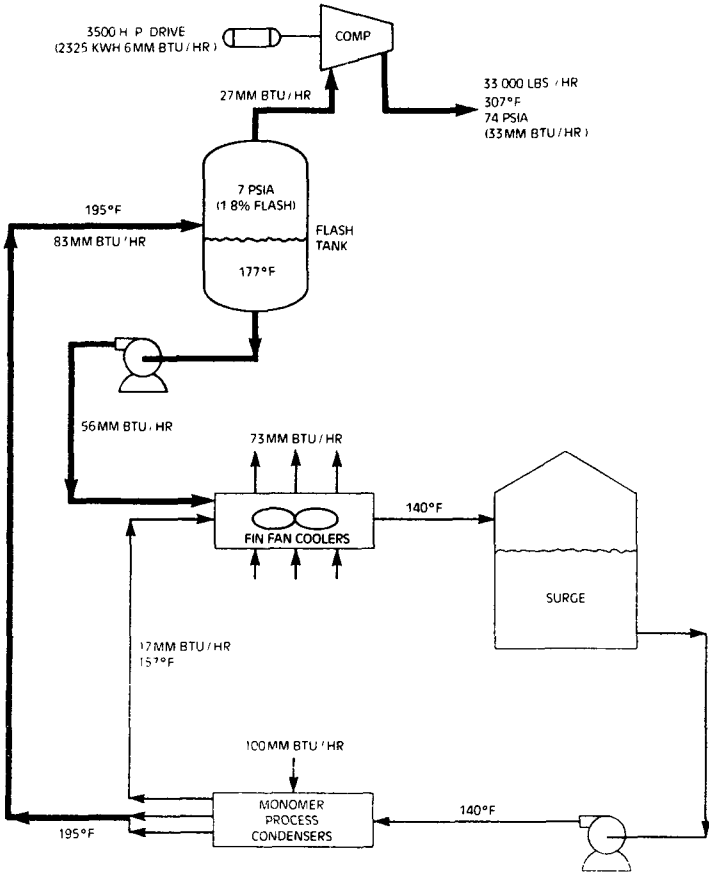 3500 H P DRIVE
(2325 KWH 6MM BTU/HR)
COMP
27MM BTU/HR
33 000 LBS /HR
307°F
74 PSIA
(33MM BTU/HR)
7 PSIA
(1 8% FLASH)
195°F
83MM BTU/HR
FLASH
TANK
177°F
56MM BTU/HR
73MM BTU/HR
FIN FAN COOLERS
140°F
SURGE
17MM BTU/HR
157°F
100MM BTU/HR
MONOMER
PROCESS
CONDENSERS
140°F
195°F